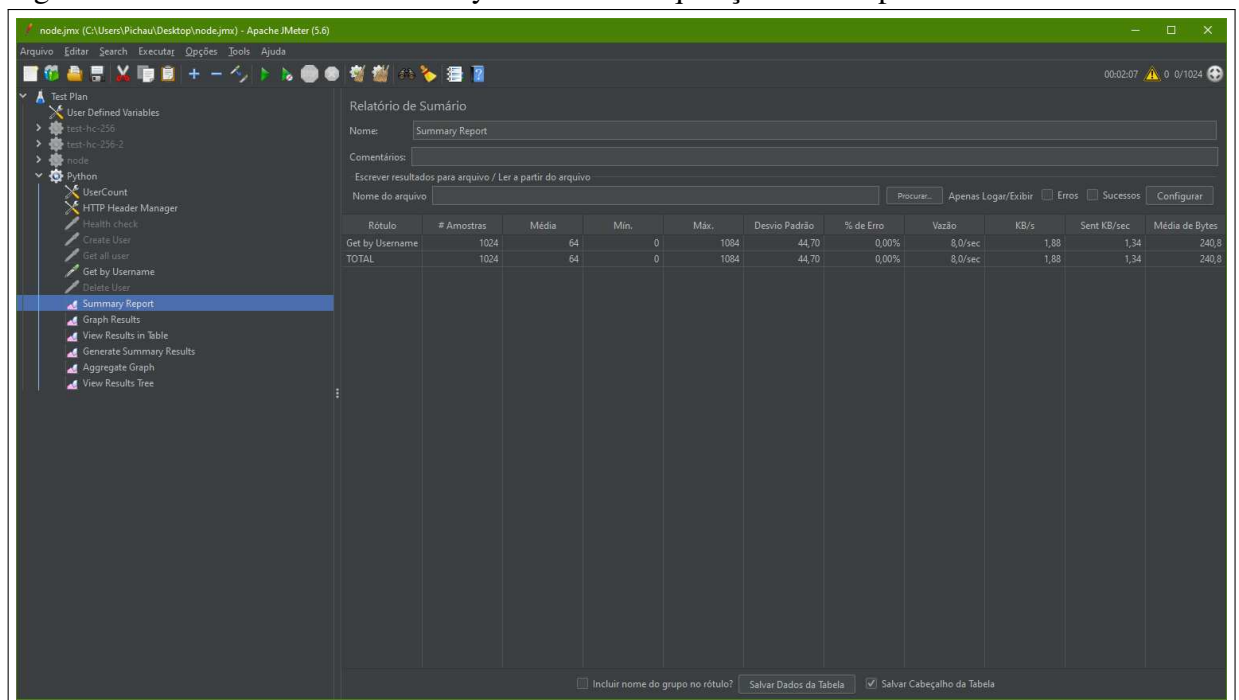 node.jmx (C:\Users\Pichau\Desktop\node.jmx) - Apache JMeter (5.6)
Arquivo Editar Search Executar Opções Tools Ajuda
00:02:07 0 0/1024
Test Plan
User Defined Variables
test-hc-256
test-hc-256-2
node
Python
UserCount
HTTP Header Manager
Health check
Create User
Get all user
Get by Username
Delete User
Summary Report
Graph Results
View Results in Table
Generate Summary Results
Aggregate Graph
View Results Tree
Relatório de Sumário
Nome: Summary Report
Comentários:
Escrever resultados para arquivo / Ler a partir do arquivo
Nome do arquivo Procurar... Apenas Logar/Exibir Erros Sucessos Configurar
Rótulo # Amostras Média Mín. Máx. Desvio Padrão % de Erro Vazão KB/s Sent KB/sec Média de Bytes
Get by Username 1024 64 0 1084 44,70 0,00% 8,0/sec 1,88 1,34 240,8
TOTAL 1024 64 0 1084 44,70 0,00% 8,0/sec 1,88 1,34 240,8
Incluir nome do grupo no rótulo? Salvar Dados da Tabela Salvar Cabeçalho da Tabela